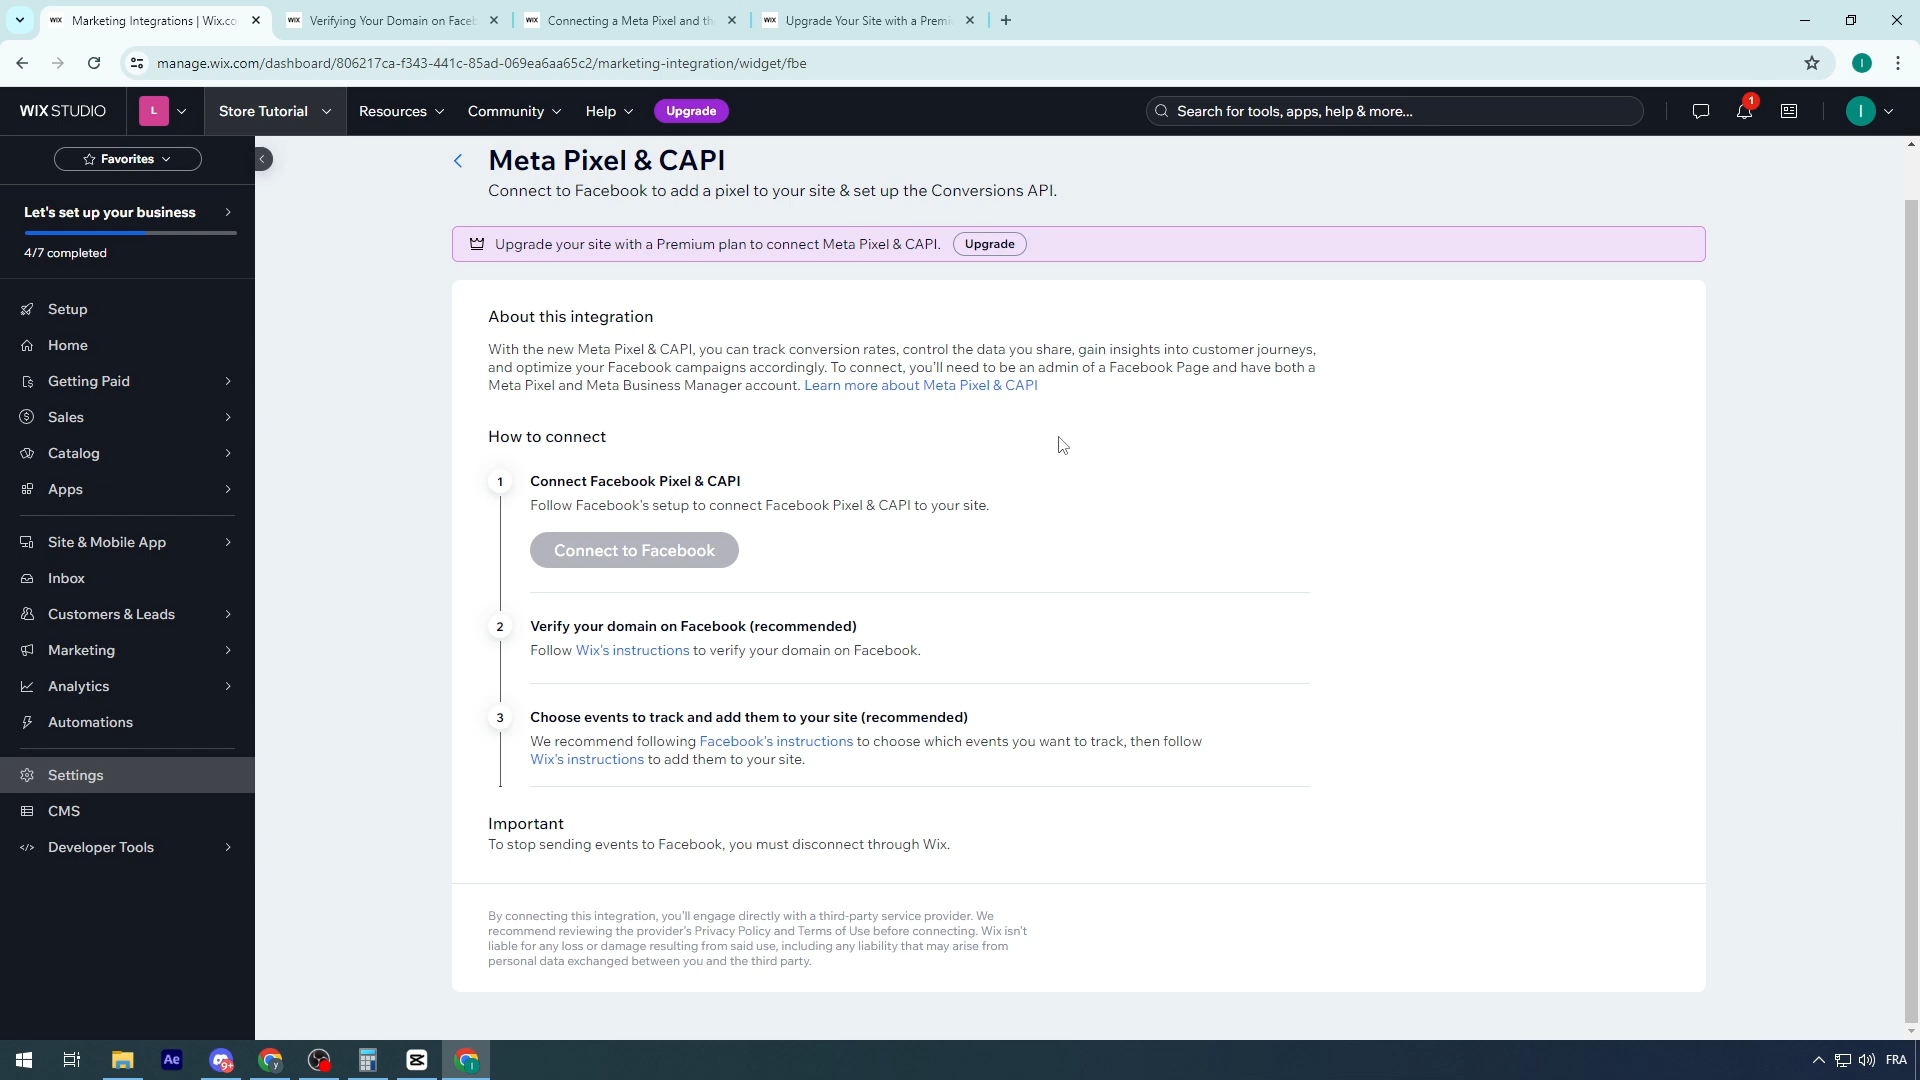 Marketing Integrations | Wix.co
Verifying Your Domain on Faceb
Connecting a Meta Pixel and th
Upgrade Your Site with a Premi
manage.wix.com/dashboard/806217ca-f343-441c-85ad-069ea6aa65c2/marketing-integration/widget/fbe
I
WIX STUDIO
L
Store Tutorial
Resources
Community
Help
Upgrade
Search for tools, apps, help & more...
1
I
Favorites
Let's set up your business
4/7 completed
Setup
Home
Getting Paid
Sales
Catalog
Apps
Site & Mobile App
Inbox
Customers & Leads
Marketing
Analytics
Automations
Settings
CMS
Developer Tools
Meta Pixel & CAPI
Connect to Facebook to add a pixel to your site & set up the Conversions API.
Upgrade your site with a Premium plan to connect Meta Pixel & CAPI. Upgrade
About this integration
With the new Meta Pixel & CAPI, you can track conversion rates, control the data you share, gain insights into customer journeys,
and optimize your Facebook campaigns accordingly. To connect, you'll need to be an admin of a Facebook Page and have both a
Meta Pixel and Meta Business Manager account. Learn more about Meta Pixel & CAPI
How to connect
1 Connect Facebook Pixel & CAPI
Follow Facebook's setup to connect Facebook Pixel & CAPI to your site.
Connect to Facebook
2 Verify your domain on Facebook (recommended)
Follow Wix's instructions to verify your domain on Facebook.
3 Choose events to track and add them to your site (recommended)
We recommend following Facebook's instructions to choose which events you want to track, then follow
Wix's instructions to add them to your site.
Important
To stop sending events to Facebook, you must disconnect through Wix.
By connecting this integration, you'll engage directly with a third-party service provider. We
recommend reviewing the provider's Privacy Policy and Terms of Use before connecting. Wix isn't
liable for any loss or damage resulting from said use, including any liability that may arise from
personal data exchanged between you and the third party.
Ae
9+
y
I
FRA